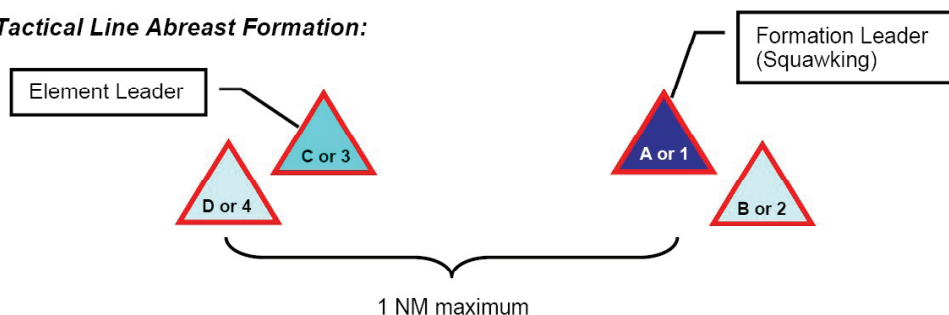 Tactical Line Abreast Formation:
Formation Leader
(Squawking)
Element Leader
C or 3
A or 1
D or 4
B or 2
1 NM maximum